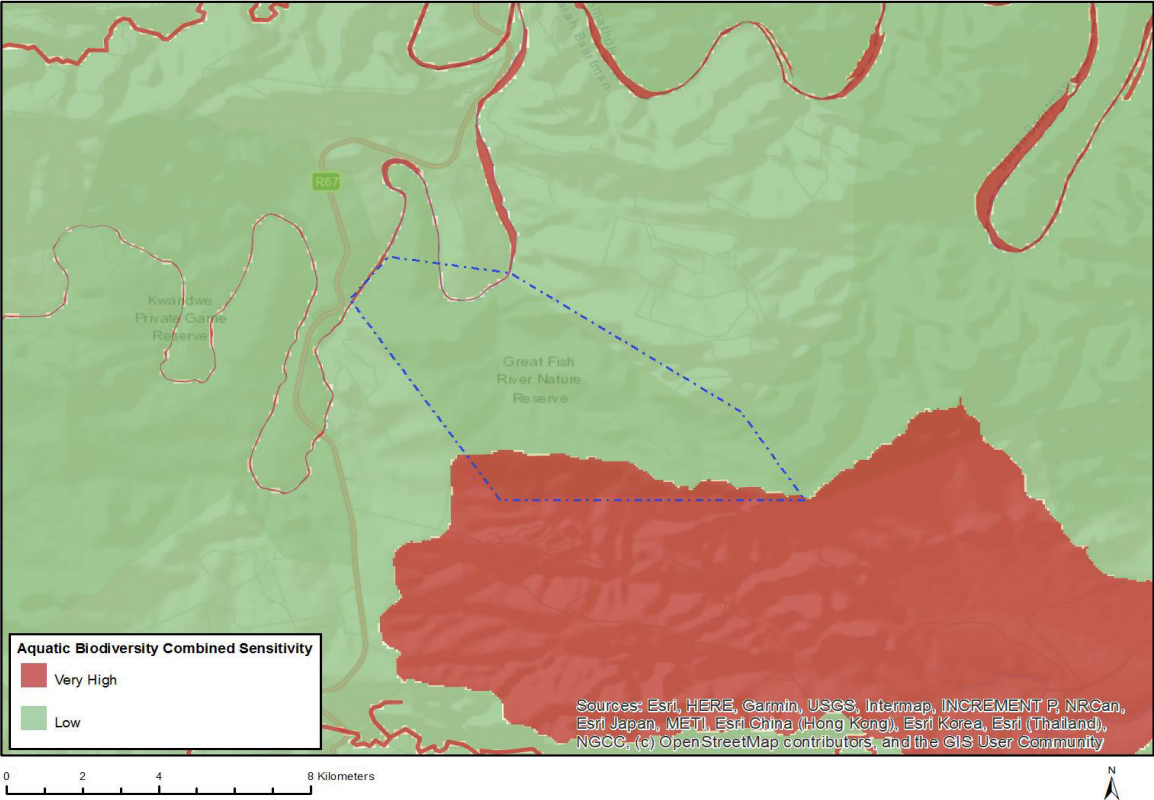 R67
Kwandwe
Private Game
Reserve
Great Fish
River Nature
Reserve
Aquatic Biodiversity Combined Sensitivity
Very High
Low
Sources: Esri, HERE, Garmin, USGS, Intermap, INCREMENT P, NRCan,
Esri Japan, METI, Esri China (Hong Kong), Esri Korea, Esri (Thailand),
NGCC, (c) OpenStreetMap contributors, and the GIS User Community
0 2 4 8 Kilometers
N